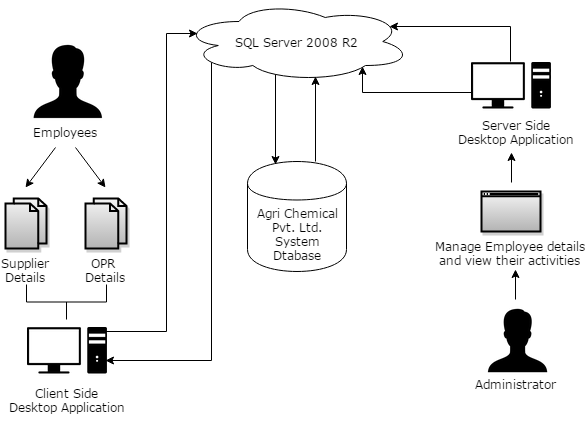 SQL Server 2008 R2
Employees
Server Side
Desktop Application
Agri Chemical
Pvt. Ltd.
System
Dtabase
Supplier
Details
OPR
Details
Manage Employee details
and view their activities
Client Side
Desktop Application
Administrator